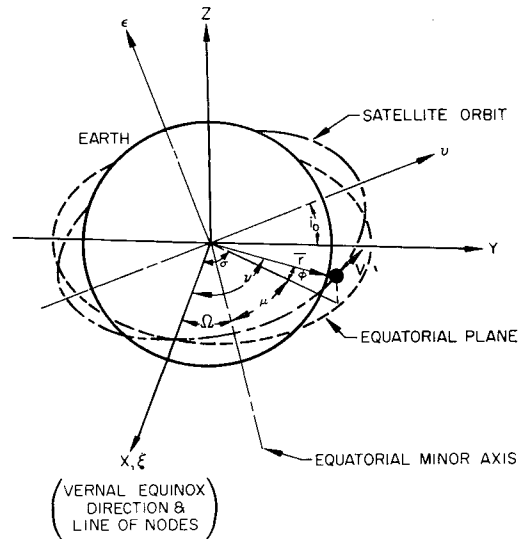 ε
Z
EARTH
SATELLITE ORBIT
υ
i₀
Y
σ
r̅
V
ν
φ
μ
Ω
EQUATORIAL PLANE
EQUATORIAL MINOR AXIS
X, ξ
(VERNAL EQUINOX
DIRECTION &
LINE OF NODES)